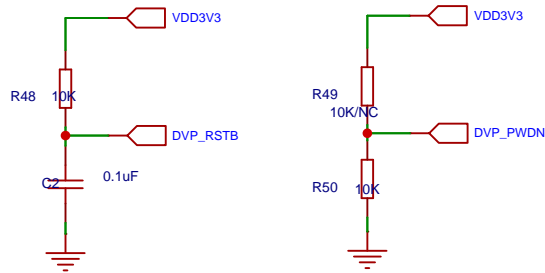 VDD3V3
R48 10K
DVP_RSTB
C2 0.1uF
VDD3V3
R49
10K/NC
DVP_PWDN
R50 10K